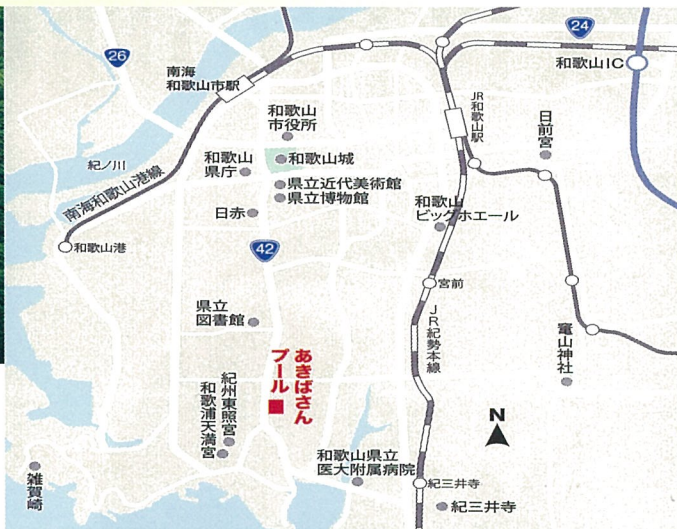 24
26
和歌山IC
南海
和歌山市駅
JR和歌山駅
和歌山
市役所
日前宮
紀ノ川
和歌山
県庁
和歌山城
県立近代美術館
県立博物館
南海和歌山港線
日赤
和歌山
ビッグホエール
和歌山港
42
宮前
県立
図書館
JR紀勢本線
竈山神社
あきばさん
プール
紀州東照宮
和歌浦天満宮
N
和歌山県立
医大附属病院
雑賀崎
紀三井寺
紀三井寺